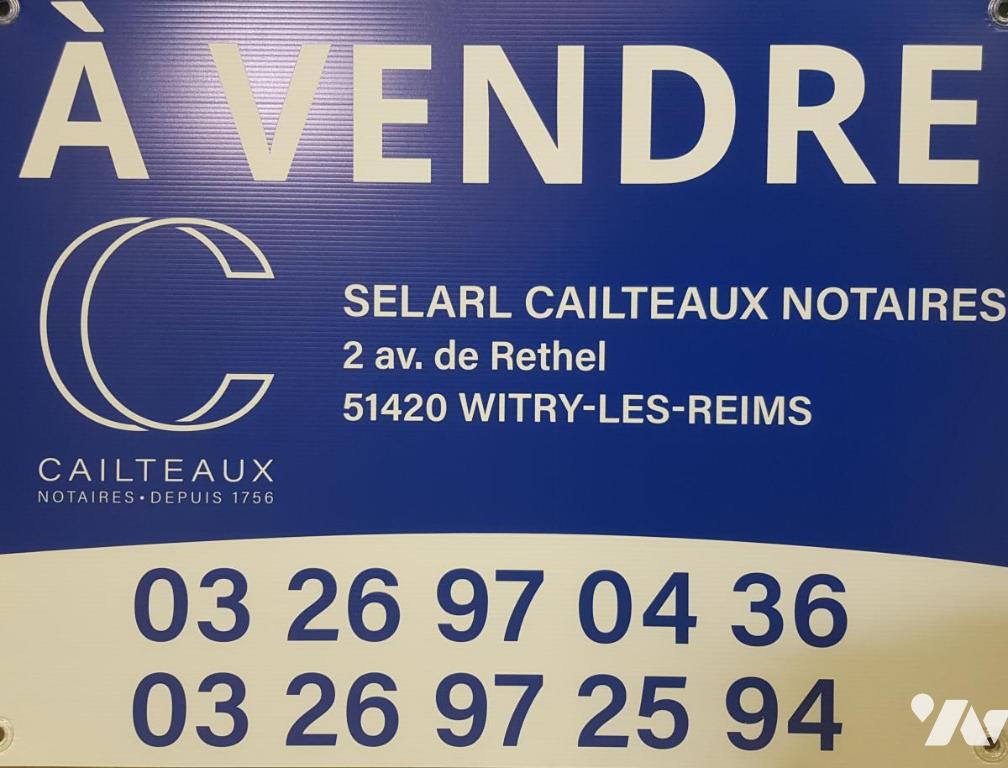 À VENDRE
SELARL CAILTEAUX NOTAIRES
2 av. de Rethel
51420 WITRY-LES-REIMS
CAILTEAUX
NOTAIRES • DEPUIS 1756
03 26 97 04 36
03 26 97 25 94